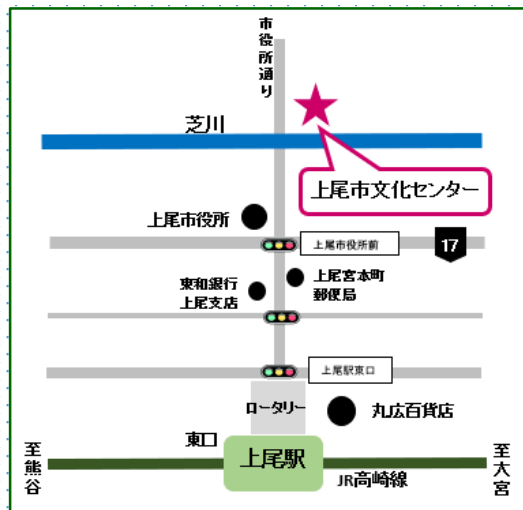 市役所通り
芝川
上尾市文化センター
上尾市役所
上尾市役所前
17
東和銀行
上尾支店
上尾宮本町
郵便局
上尾駅東口
ロータリー
丸広百貨店
東口
至熊谷
上尾駅
至大宮
JR高崎線